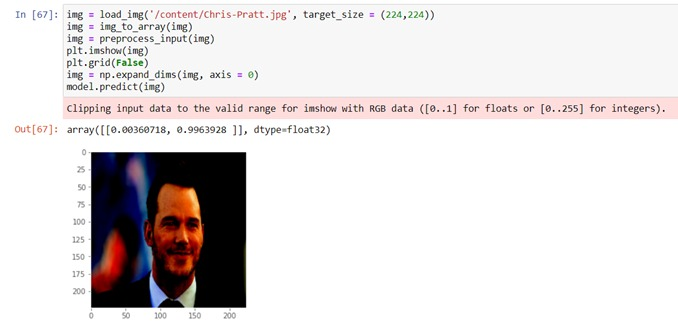 In [67]: img = load_img('/content/Chris-Pratt.jpg', target_size = (224,224))
img = img_to_array(img)
img = preprocess_input(img)
plt.imshow(img)
plt.grid(False)
img = np.expand_dims(img, axis = 0)
model.predict(img)
Clipping input data to the valid range for imshow with RGB data ([0..1] for floats or [0..255] for integers).
Out[67]: array([[0.00360718, 0.9963928 ]], dtype=float32)
0
25
50
75
100
125
150
175
200
0 50 100 150 200